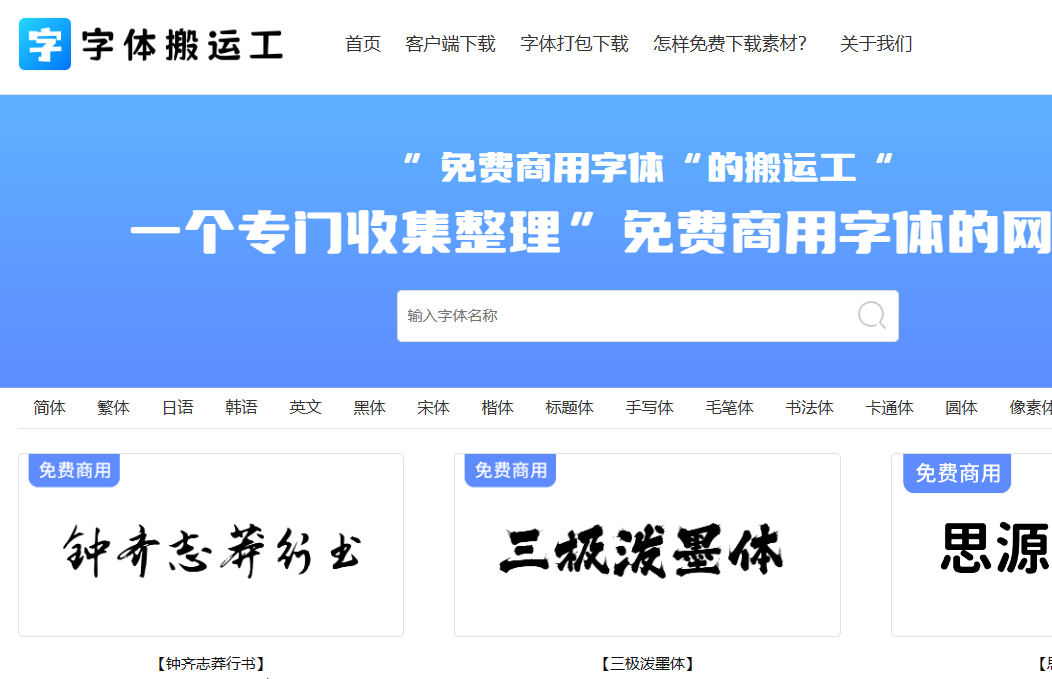 字 字体搬运工 首页 客户端下载 字体打包下载 怎样免费下载素材? 关于我们
”免费商用字体“的搬运工“
一个专门收集整理”免费商用字体的网
输入字体名称
简体 繁体 日语 韩语 英文 黑体 宋体 楷体 标题体 手写体 毛笔体 书法体 卡通体 圆体 像素体
免费商用 免费商用 免费商用
钟齐志莽行书 三极泼墨体 思源
【钟齐志莽行书】 【三极泼墨体】 【思